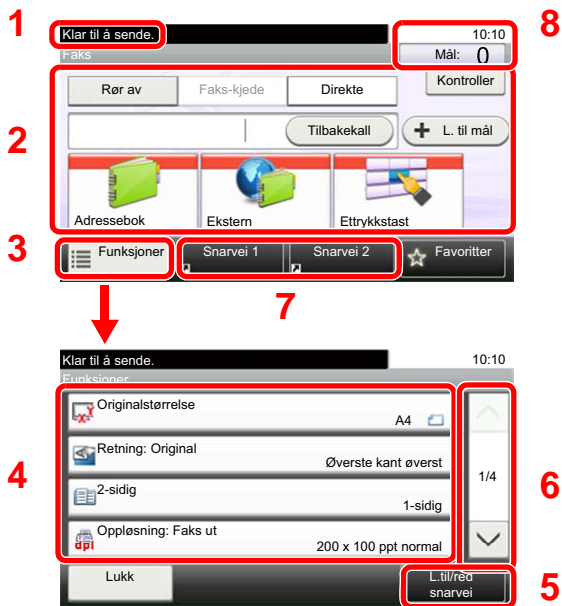 1
Klar til å sende.
10:10
8
Faks
Mål: 0
Rør av
Faks-kjede
Direkte
Kontroller
2
Tilbakekall
L. til mål
Adressebok
Ekstern
Ettrykkstast
3
Funksjoner
Snarvei 1
Snarvei 2
Favoritter
7
Klar til å sende.
10:10
Funksjoner
Originalstørrelse
A4
Retning: Original
Øverste kant øverst
4
2-sidig
1-sidig
1/4
6
dpi
Oppløsning: Faks ut
200 x 100 ppt normal
Lukk
L.til/red
snarvei
5